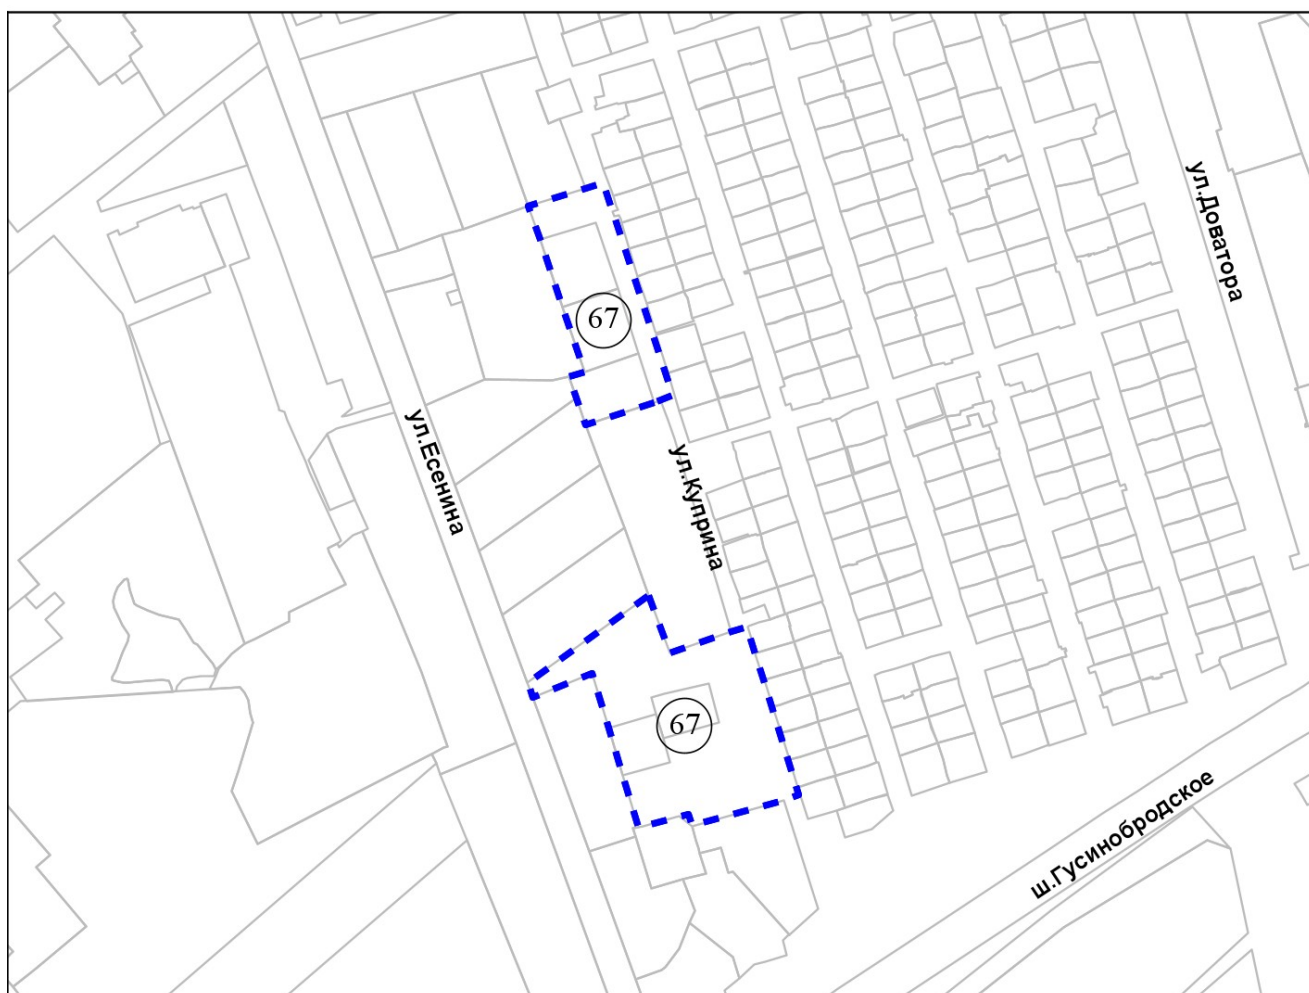 ул.Доватора
67
ул.Есенина
ул.Куприна
67
ш.Гусинобродское